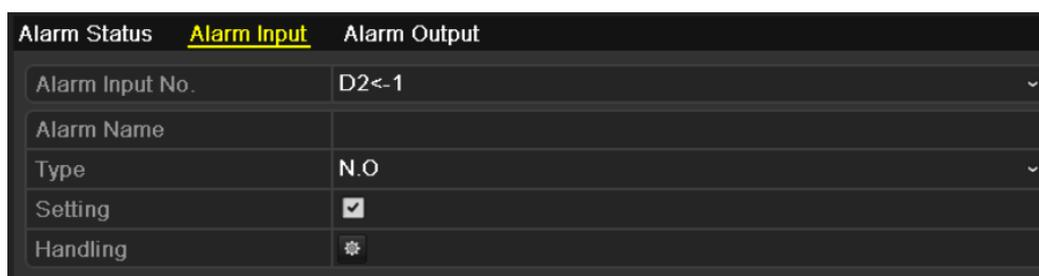 Alarm Status Alarm Input Alarm Output
Alarm Input No. D2<-1
Alarm Name
Type N.O
Setting
Handling